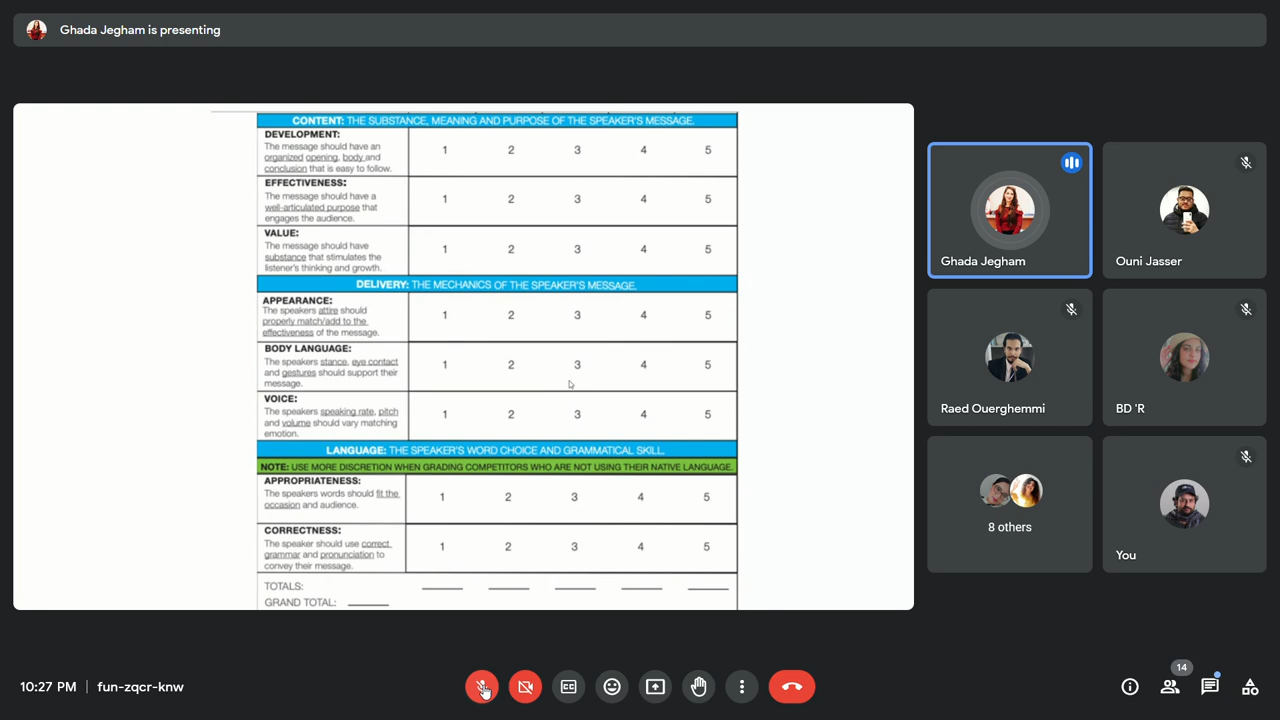 Ghada Jegham is presenting
CONTENT: THE SUBSTANCE, MEANING AND PURPOSE OF THE SPEAKER'S MESSAGE.
DEVELOPMENT:
The message should have an
organized opening, body and
conclusion that is easy to follow.
1 2 3 4 5
EFFECTIVENESS:
The message should have a
well-articulated purpose that
engages the audience.
1 2 3 4 5
VALUE:
The message should have
substance that stimulates the
listener's thinking and growth.
1 2 3 4 5
DELIVERY: THE MECHANICS OF THE SPEAKER'S MESSAGE.
APPEARANCE:
The speakers attire should
properly match/add to the
effectiveness of the message.
1 2 3 4 5
BODY LANGUAGE:
The speakers stance, eye contact
and gestures should support their
message.
1 2 3 4 5
VOICE:
The speakers speaking rate, pitch
and volume should vary matching
emotion.
1 2 3 4 5
LANGUAGE: THE SPEAKER'S WORD CHOICE AND GRAMMATICAL SKILL.
NOTE: USE MORE DISCRETION WHEN GRADING COMPETITORS WHO ARE NOT USING THEIR NATIVE LANGUAGE.
APPROPRIATENESS:
The speakers words should fit the
occasion and audience.
1 2 3 4 5
CORRECTNESS:
The speaker should use correct
grammar and pronunciation to
convey their message.
1 2 3 4 5
TOTALS:
GRAND TOTAL:
Ghada Jegham
Ouni Jasser
Raed Ouerghemmi
BD 'R
8 others
You
10:27 PM | fun-zqcr-knw
14